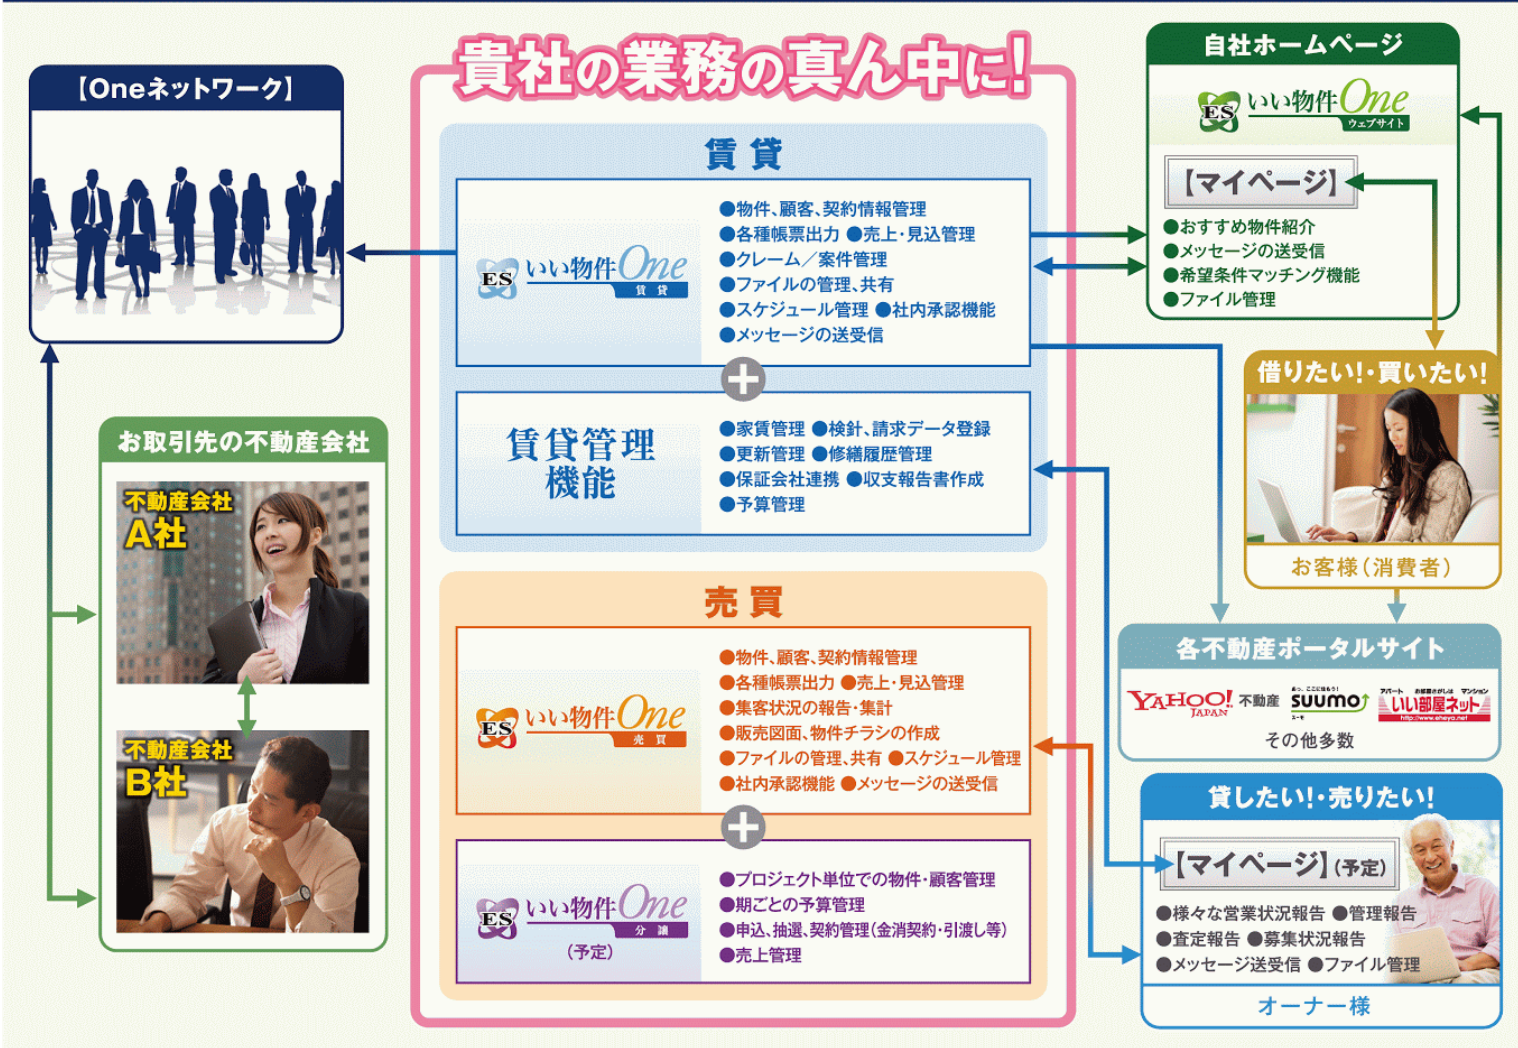 貴社の業務の真ん中に!
【Oneネットワーク】
お取引先の不動産会社
不動産会社
A社
不動産会社
B社
賃貸
ES いい物件One
賃貸
●物件、顧客、契約情報管理
●各種帳票出力 ●売上・見込管理
●クレーム/案件管理
●ファイルの管理、共有
●スケジュール管理 ●社内承認機能
●メッセージの送受信
+
賃貸管理
機能
●家賃管理 ●検針、請求データ登録
●更新管理 ●修繕履歴管理
●保証会社連携 ●収支報告書作成
●予算管理
売買
ES いい物件One
売買
●物件、顧客、契約情報管理
●各種帳票出力 ●売上・見込管理
●集客状況の報告・集計
●販売図面、物件チラシの作成
●ファイルの管理、共有 ●スケジュール管理
●社内承認機能 ●メッセージの送受信
+
ES いい物件One
分譲
(予定)
●プロジェクト単位での物件・顧客管理
●期ごとの予算管理
●申込、抽選、契約管理(金消契約・引渡し等)
●売上管理
自社ホームページ
ES いい物件One
ウェブサイト
【マイページ】
●おすすめ物件紹介
●メッセージの送受信
●希望条件マッチング機能
●ファイル管理
借りたい!・買いたい!
お客様(消費者)
各不動産ポータルサイト
YAHOO! 不動産
JAPAN
SUUMO
スーモ
アパート お部屋さがしは マンション
いい部屋ネット
http://www.eheya.net
その他多数
貸したい!・売りたい!
【マイページ】(予定)
●様々な営業状況報告 ●管理報告
●査定報告 ●募集状況報告
●メッセージ送受信 ●ファイル管理
オーナー様